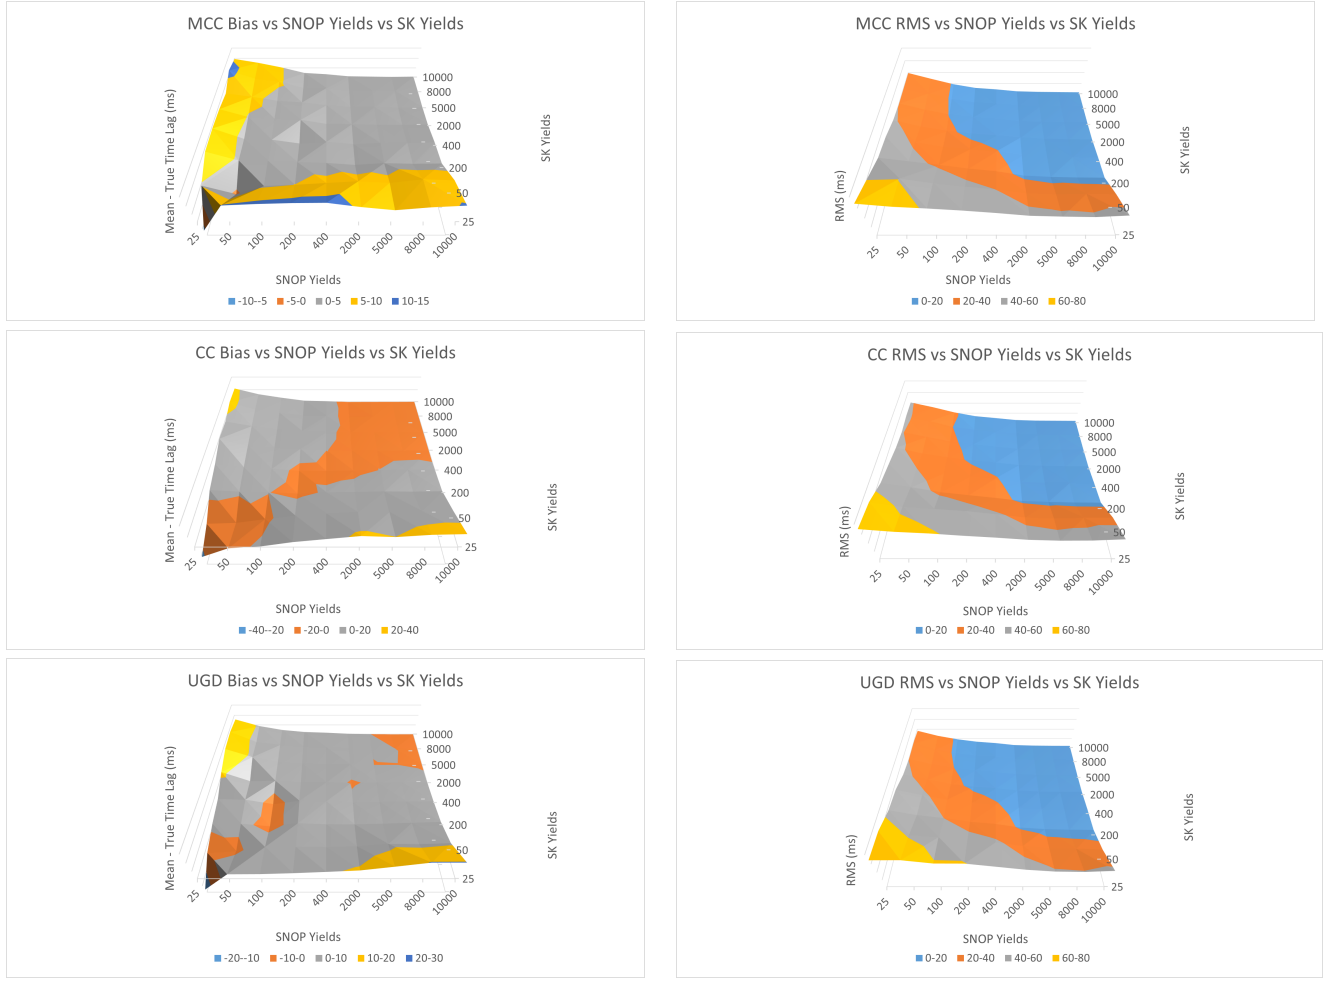 MCC Bias vs SNOP Yields vs SK Yields
Mean - True Time Lag (ms)
10000
8000
5000
2000
400
200
50
25
SK Yields
25 50 100 200 400 2000 5000 8000 10000
SNOP Yields
-10--5 -5-0 0-5 5-10 10-15
MCC RMS vs SNOP Yields vs SK Yields
RMS (ms)
10000
8000
5000
2000
400
200
50
25
SK Yields
25 50 100 200 400 2000 5000 8000 10000
SNOP Yields
0-20 20-40 40-60 60-80
CC Bias vs SNOP Yields vs SK Yields
Mean - True Time Lag (ms)
10000
8000
5000
2000
400
200
50
25
SK Yields
25 50 100 200 400 2000 5000 8000 10000
SNOP Yields
-40--20 -20-0 0-20 20-40
CC RMS vs SNOP Yields vs SK Yields
RMS (ms)
10000
8000
5000
2000
400
200
50
25
SK Yields
25 50 100 200 400 2000 5000 8000 10000
SNOP Yields
0-20 20-40 40-60 60-80
UGD Bias vs SNOP Yields vs SK Yields
Mean - True Time Lag (ms)
10000
8000
5000
2000
400
200
50
25
SK Yields
25 50 100 200 400 2000 5000 8000 10000
SNOP Yields
-20--10 -10-0 0-10 10-20 20-30
UGD RMS vs SNOP Yields vs SK Yields
RMS (ms)
10000
8000
5000
2000
400
200
50
25
SK Yields
25 50 100 200 400 2000 5000 8000 10000
SNOP Yields
0-20 20-40 40-60 60-80